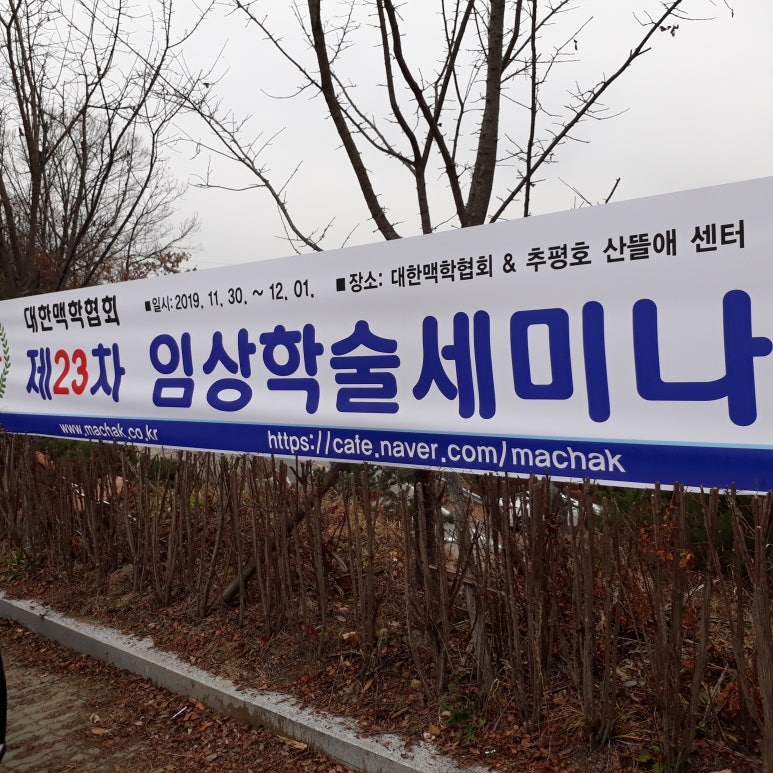 대한맥학협회 ■일시: 2019. 11. 30. ~ 12. 01. ■ 장소: 대한맥학협회 & 추평호 산뜰애 센터
제23차 임상학술세미나
www.machak.co.kr https://cafe.naver.com/machak